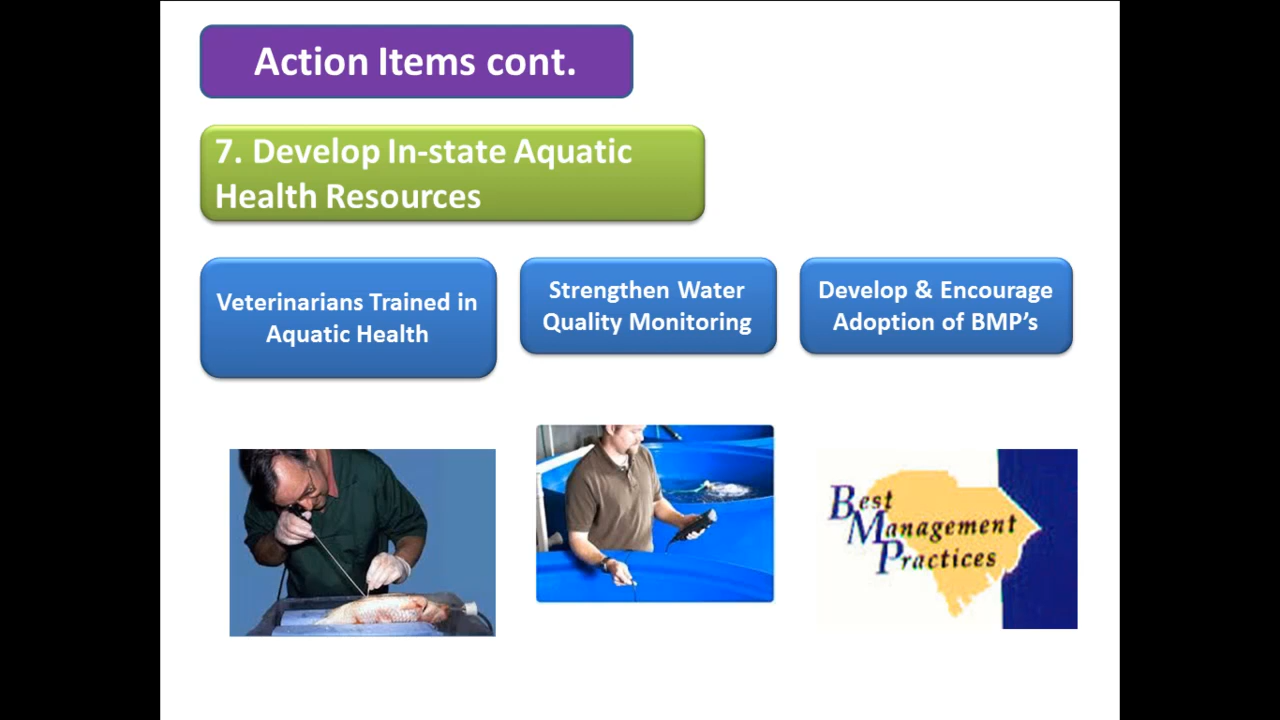 Action Items cont.
7. Develop In-state Aquatic
Health Resources
Veterinarians Trained in
Aquatic Health
Strengthen Water
Quality Monitoring
Develop & Encourage
Adoption of BMP’s
Best
Management
Practices